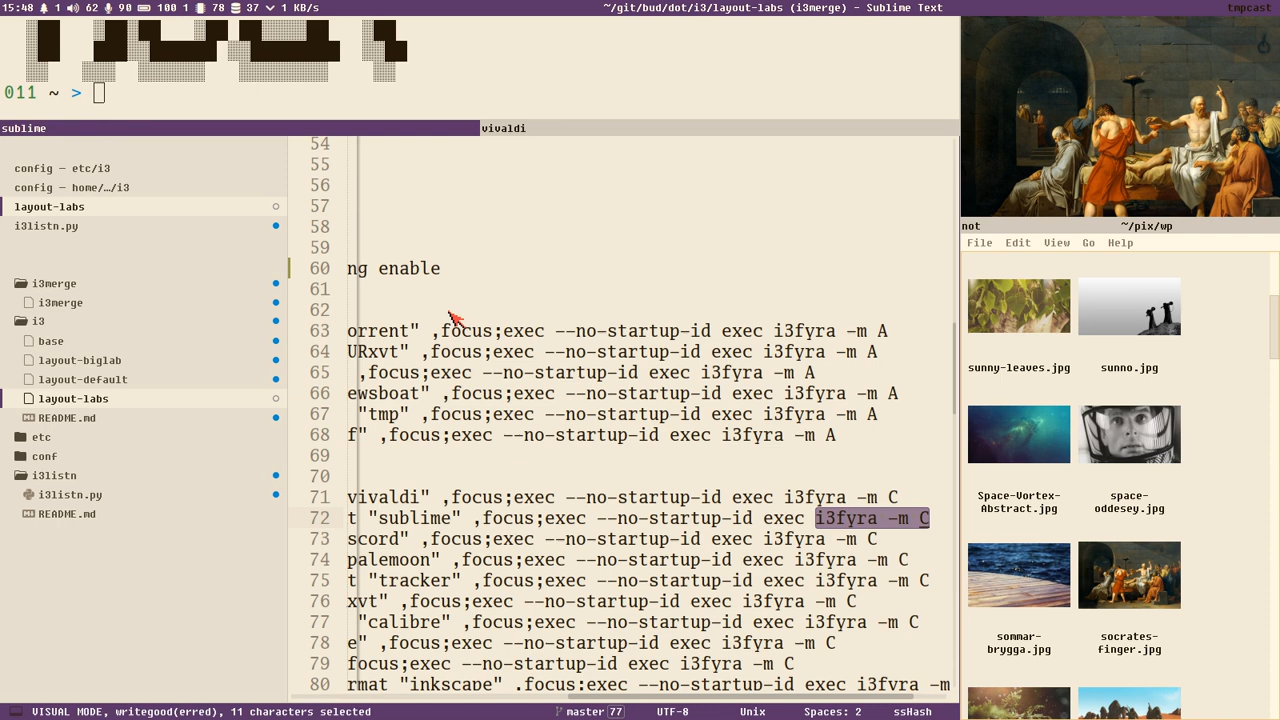 15:48 1 62 90 100 1 78 37 1 KB/s
~/git/bud/dot/i3/layout-labs (i3merge) - Sublime Text
tmpcast
011 ~ >
sublime
vivaldi
config — etc/i3
config — home/…/i3
layout-labs
i3listn.py
i3merge
i3merge
i3
base
layout-biglab
layout-default
layout-labs
README.md
etc
conf
i3listn
i3listn.py
README.md
54
55
56
57
58
59
60 ng enable
61
62
63 orrent" ,focus;exec --no-startup-id exec i3fyra -m A
64 URxvt" ,focus;exec --no-startup-id exec i3fyra -m A
65 ,focus;exec --no-startup-id exec i3fyra -m A
66 ewsboat" ,focus;exec --no-startup-id exec i3fyra -m A
67 "tmp" ,focus;exec --no-startup-id exec i3fyra -m A
68 f" ,focus;exec --no-startup-id exec i3fyra -m A
69
70
71 vivaldi" ,focus;exec --no-startup-id exec i3fyra -m C
72 t "sublime" ,focus;exec --no-startup-id exec i3fyra -m C
73 scord" ,focus;exec --no-startup-id exec i3fyra -m C
74 palemoon" ,focus;exec --no-startup-id exec i3fyra -m C
75 t "tracker" ,focus;exec --no-startup-id exec i3fyra -m C
76 xvt" ,focus;exec --no-startup-id exec i3fyra -m C
77 "calibre" ,focus;exec --no-startup-id exec i3fyra -m C
78 e" ,focus;exec --no-startup-id exec i3fyra -m C
79 focus;exec --no-startup-id exec i3fyra -m C
80 rmat "inkscape" ,focus;exec --no-startup-id exec i3fyra -m
not
~/pix/wp
File Edit View Go Help
sunny-leaves.jpg
sunno.jpg
Space-Vortex-
Abstract.jpg
space-
oddesey.jpg
sommar-
brygga.jpg
socrates-
finger.jpg
VISUAL MODE, writegood(erred), 11 characters selected
master 77
UTF-8
Unix
Spaces: 2
ssHash